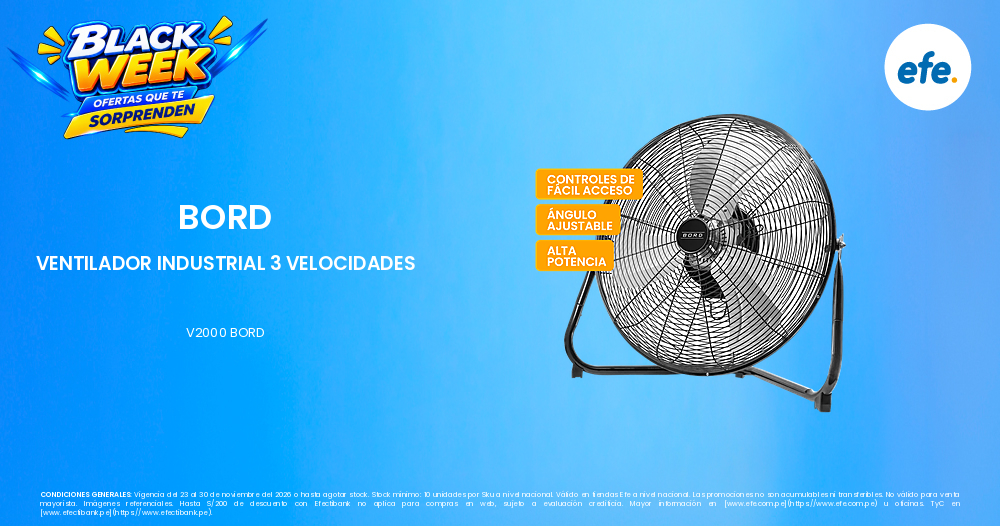 BLACK
WEEK
OFERTAS QUE TE
SORPRENDEN
efe.
CONTROLES DE
FÁCIL ACCESO
ÁNGULO
AJUSTABLE
ALTA
POTENCIA
BORD
BORD
VENTILADOR INDUSTRIAL 3 VELOCIDADES
V2000 BORD
CONDICIONES GENERALES: Vigencia del 23 al 30 de noviembre del 2026 o hasta agotar stock. Stock mínimo: 10 unidades por Sku a nivel nacional. Válido en tiendas Efe a nivel nacional. Las promociones no son acumulables ni transferibles. No válido para venta
mayorista. Imágenes referenciales. Hasta S/200 de descuento con Efectibank no aplica para compras en web, sujeto a evaluación crediticia. Mayor información en [www.efe.com.pe](https://www.efe.com.pe) u oficinas. TyC en
[www.efectibank.pe](https://www.efectibank.pe).